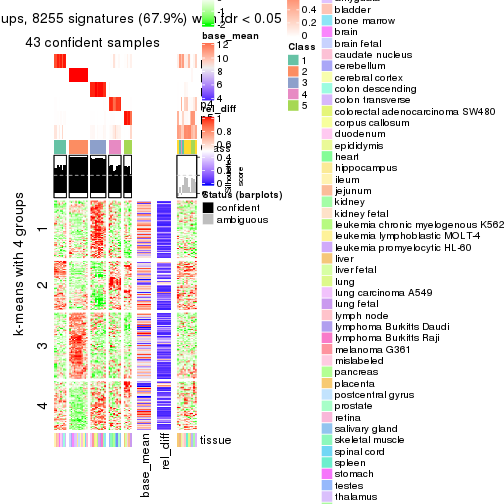 ups, 8255 signatures (67.9%) with fdr < 0.05
43 confident samples
k-means with 4 groups
1
2
3
4
base_mean
rel_diff
tissue
-2
base_mean
12
10
8
6
4
2
0
rel_diff
1
0.8
0.6
0.4
0.2
0
Status (barplots)
confident
ambiguous
0.4
0.2
0
Class
1
2
3
4
5
bladder
bone marrow
brain
brain fetal
caudate nucleus
cerebellum
cerebral cortex
colon descending
colon transverse
colorectal adenocarcinoma SW480
corpus callosum
duodenum
epididymis
heart
hippocampus
ileum
jejunum
kidney
kidney fetal
leukemia chronic myelogenous K562
leukemia lymphoblastic MOLT-4
leukemia promyelocytic HL-60
liver
liver fetal
lung
lung carcinoma A549
lung fetal
lymph node
lymphoma Burkitts Daudi
lymphoma Burkitts Raji
melanoma G361
mislabeled
pancreas
placenta
postcentral gyrus
prostate
retina
salivary gland
skeletal muscle
spinal cord
spleen
stomach
testes
thalamus